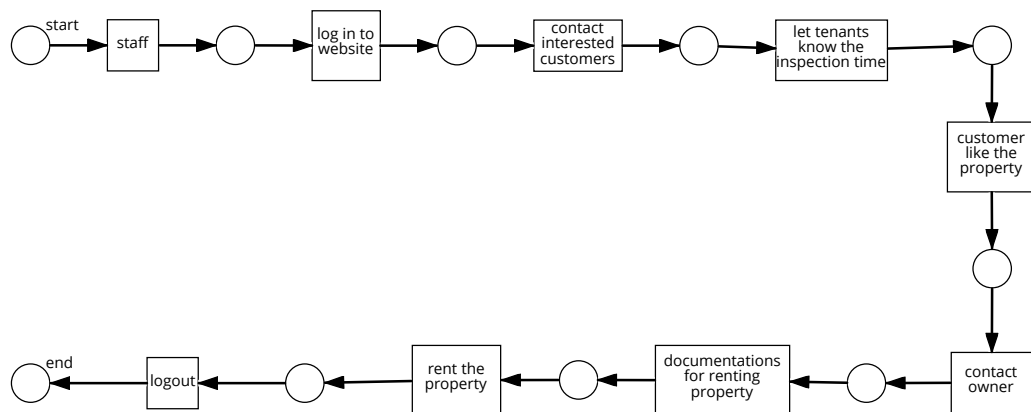 start
staff
log in to
website
contact
interested
customers
let tenants
know the
inspection time
customer
like the
property
contact
owner
documentations
for renting
property
rent the
property
logout
end